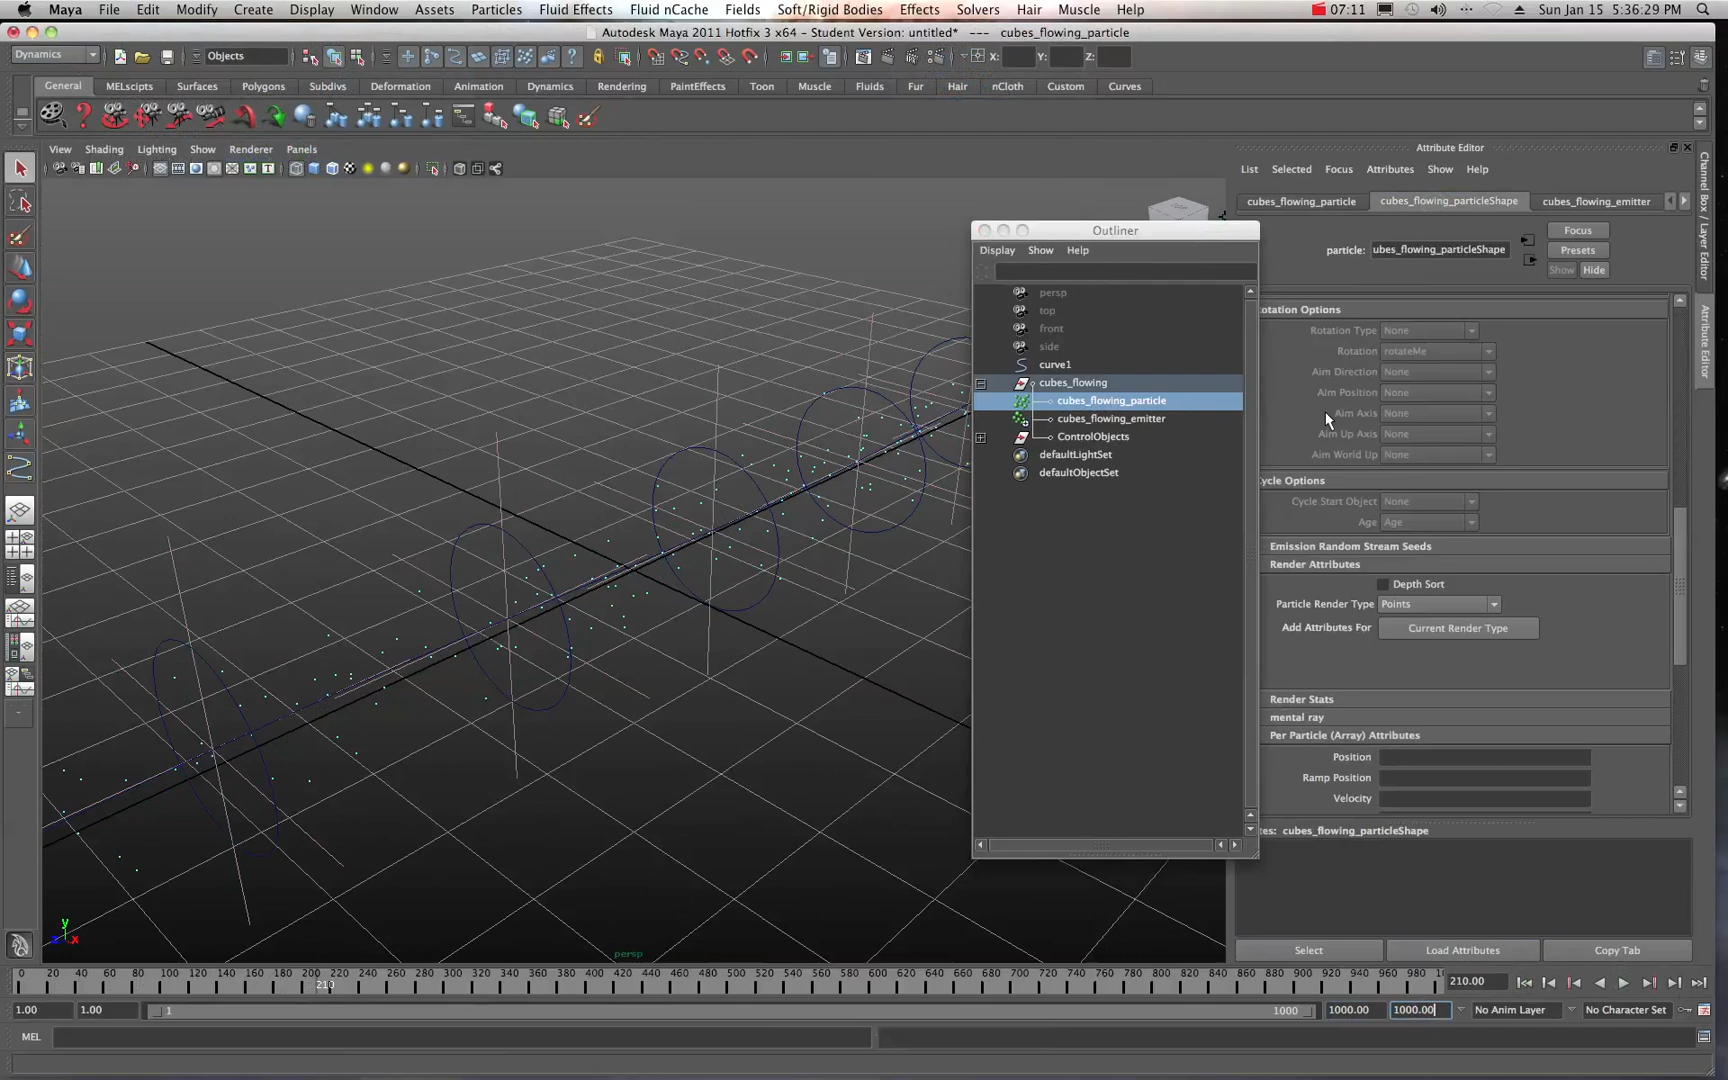 Maya File Edit Modify Create Display Window Assets Particles Fluid Effects Fluid nCache Fields Soft/Rigid Bodies Effects Solvers Hair Muscle Help 07:11 Sun Jan 15 5:36:29 PM
Autodesk Maya 2011 Hotfix 3 x64 - Student Version: untitled* --- cubes_flowing_particle
Dynamics Objects X: Y: Z:
General MELscipts Surfaces Polygons Subdivs Deformation Animation Dynamics Rendering PaintEffects Toon Muscle Fluids Fur Hair nCloth Custom Curves
View Shading Lighting Show Renderer Panels
Attribute Editor
List Selected Focus Attributes Show Help
cubes_flowing_particle cubes_flowing_particleShape cubes_flowing_emitter
particle: ubes_flowing_particleShape
Focus
Presets
Show Hide
Channel Box / Layer Editor
Attribute Editor
Outliner
Display Show Help
persp
top
front
side
curve1
cubes_flowing
cubes_flowing_particle
cubes_flowing_emitter
ControlObjects
defaultLightSet
defaultObjectSet
otation Options
Rotation Type None
Rotation rotateMe
Aim Direction None
Aim Position None
Aim Axis None
Aim Up Axis None
Aim World Up None
Cycle Options
Cycle Start Object None
Age Age
Emission Random Stream Seeds
Render Attributes
Depth Sort
Particle Render Type Points
Add Attributes For Current Render Type
Render Stats
mental ray
Per Particle (Array) Attributes
Position
Ramp Position
Velocity
tes: cubes_flowing_particleShape
Select Load Attributes Copy Tab
y
z x
persp
0 20 40 60 80 100 120 140 160 180 200 220 240 260 280 300 320 340 360 380 400 420 440 460 480 500 520 540 560 580 600 620 640 660 680 700 720 740 760 780 800 820 840 860 880 900 920 940 960 980
210 210.00
1.00 1.00 1 1000 1000.00 1000.00 No Anim Layer No Character Set
MEL